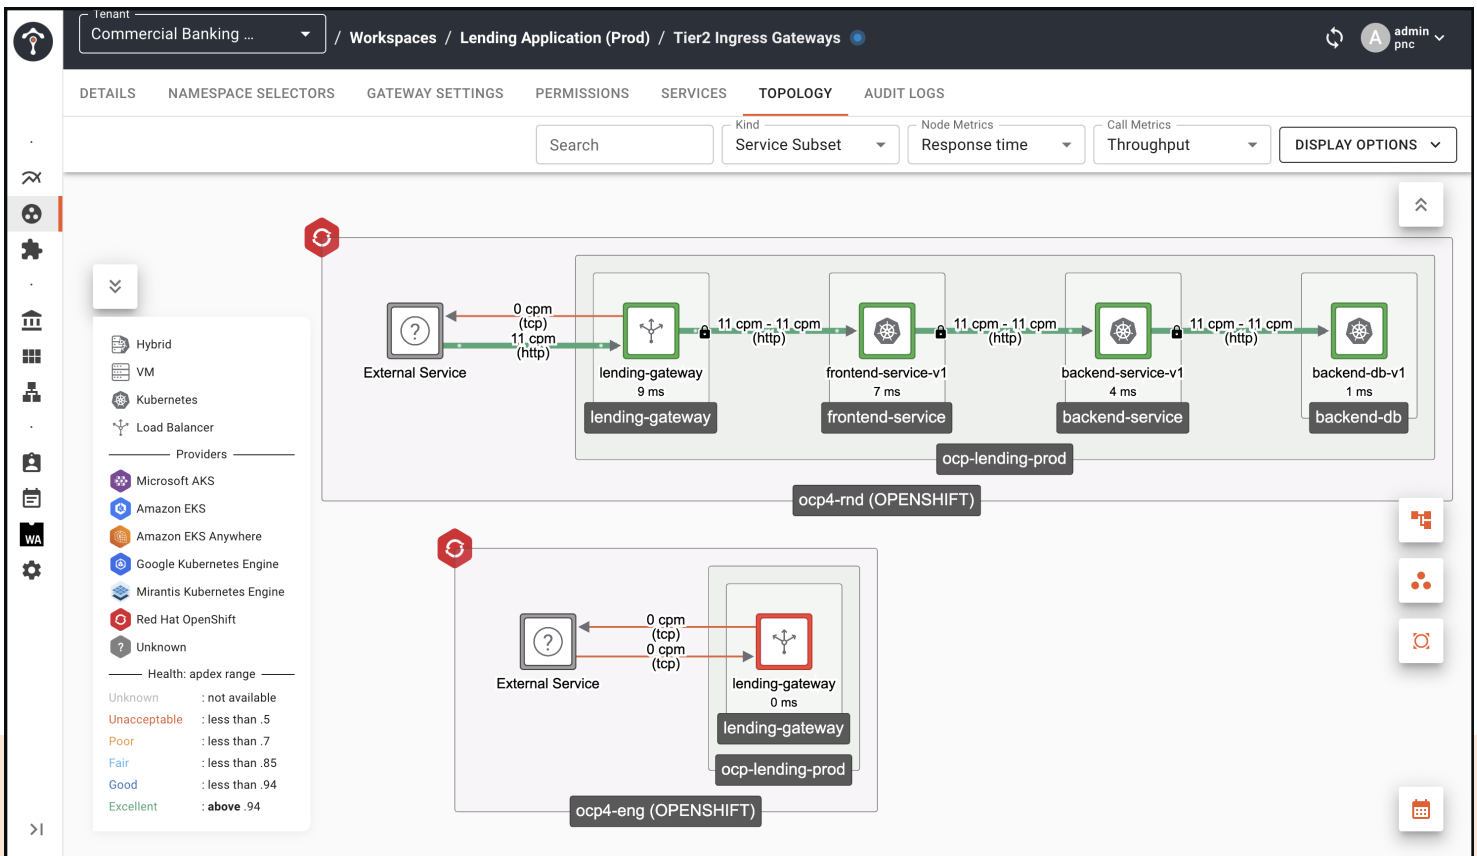 Tenant
Commercial Banking ...
/ Workspaces / Lending Application (Prod) / Tier2 Ingress Gateways
A
admin
pnc
DETAILS NAMESPACE SELECTORS GATEWAY SETTINGS PERMISSIONS SERVICES TOPOLOGY AUDIT LOGS
Search
Kind
Service Subset
Node Metrics
Response time
Call Metrics
Throughput
DISPLAY OPTIONS
WA
Hybrid
VM
Kubernetes
Load Balancer
Providers
Microsoft AKS
Amazon EKS
Amazon EKS Anywhere
Google Kubernetes Engine
Mirantis Kubernetes Engine
Red Hat OpenShift
? Unknown
Health: apdex range
Unknown : not available
Unacceptable : less than .5
Poor : less than .7
Fair : less than .85
Good : less than .94
Excellent : above .94
?
External Service
0 cpm
(tcp)
11 cpm
(http)
lending-gateway
9 ms
lending-gateway
11 cpm - 11 cpm
(http)
frontend-service-v1
7 ms
frontend-service
11 cpm - 11 cpm
(http)
backend-service-v1
4 ms
backend-service
11 cpm - 11 cpm
(http)
backend-db-v1
1 ms
backend-db
ocp-lending-prod
ocp4-rnd (OPENSHIFT)
?
External Service
0 cpm
(tcp)
0 cpm
(tcp)
lending-gateway
0 ms
lending-gateway
ocp-lending-prod
ocp4-eng (OPENSHIFT)